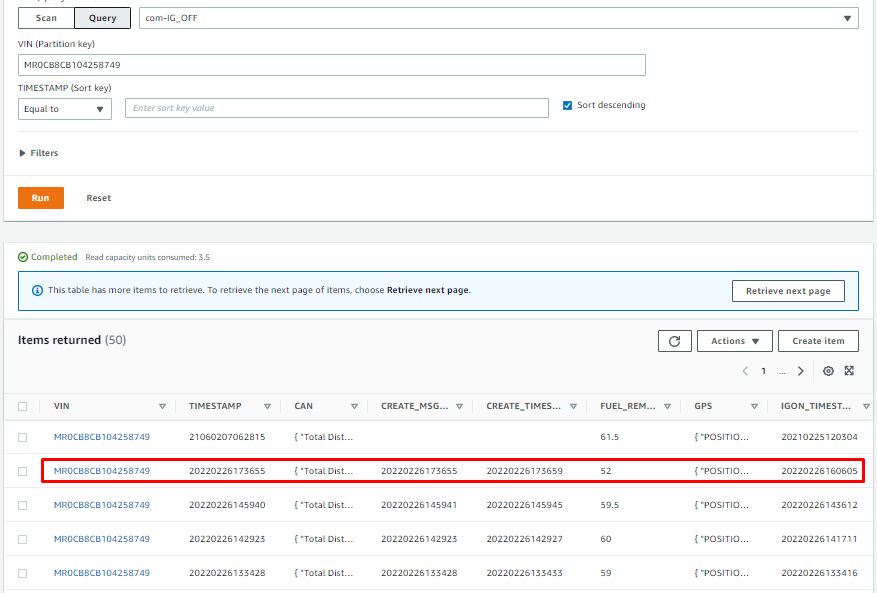 Scan Query com-IG_OFF
VIN (Partition key)
MR0CB8CB104258749
TIMESTAMP (Sort key)
Equal to Enter sort key value Sort descending
Filters
Run Reset
Completed Read capacity units consumed: 3.5
This table has more items to retrieve. To retrieve the next page of items, choose Retrieve next page. Retrieve next page
Items returned (50) Actions Create item
1 ...
VIN TIMESTAMP CAN CREATE_MSG... CREATE_TIMES... FUEL_REM... GPS IGON_TIMEST...
MR0CB8CB104258749 21060207062815 { "Total Dist... 61.5 { "POSITIO... 20210225120304
MR0CB8CB104258749 20220226173655 { "Total Dist... 20220226173655 20220226173659 52 { "POSITIO... 20220226160605
MR0CB8CB104258749 20220226145940 { "Total Dist... 20220226145941 20220226145945 59.5 { "POSITIO... 20220226143612
MR0CB8CB104258749 20220226142923 { "Total Dist... 20220226142923 20220226142927 60 { "POSITIO... 20220226141711
MR0CB8CB104258749 20220226133428 { "Total Dist... 20220226133428 20220226133433 59 { "POSITIO... 20220226133416